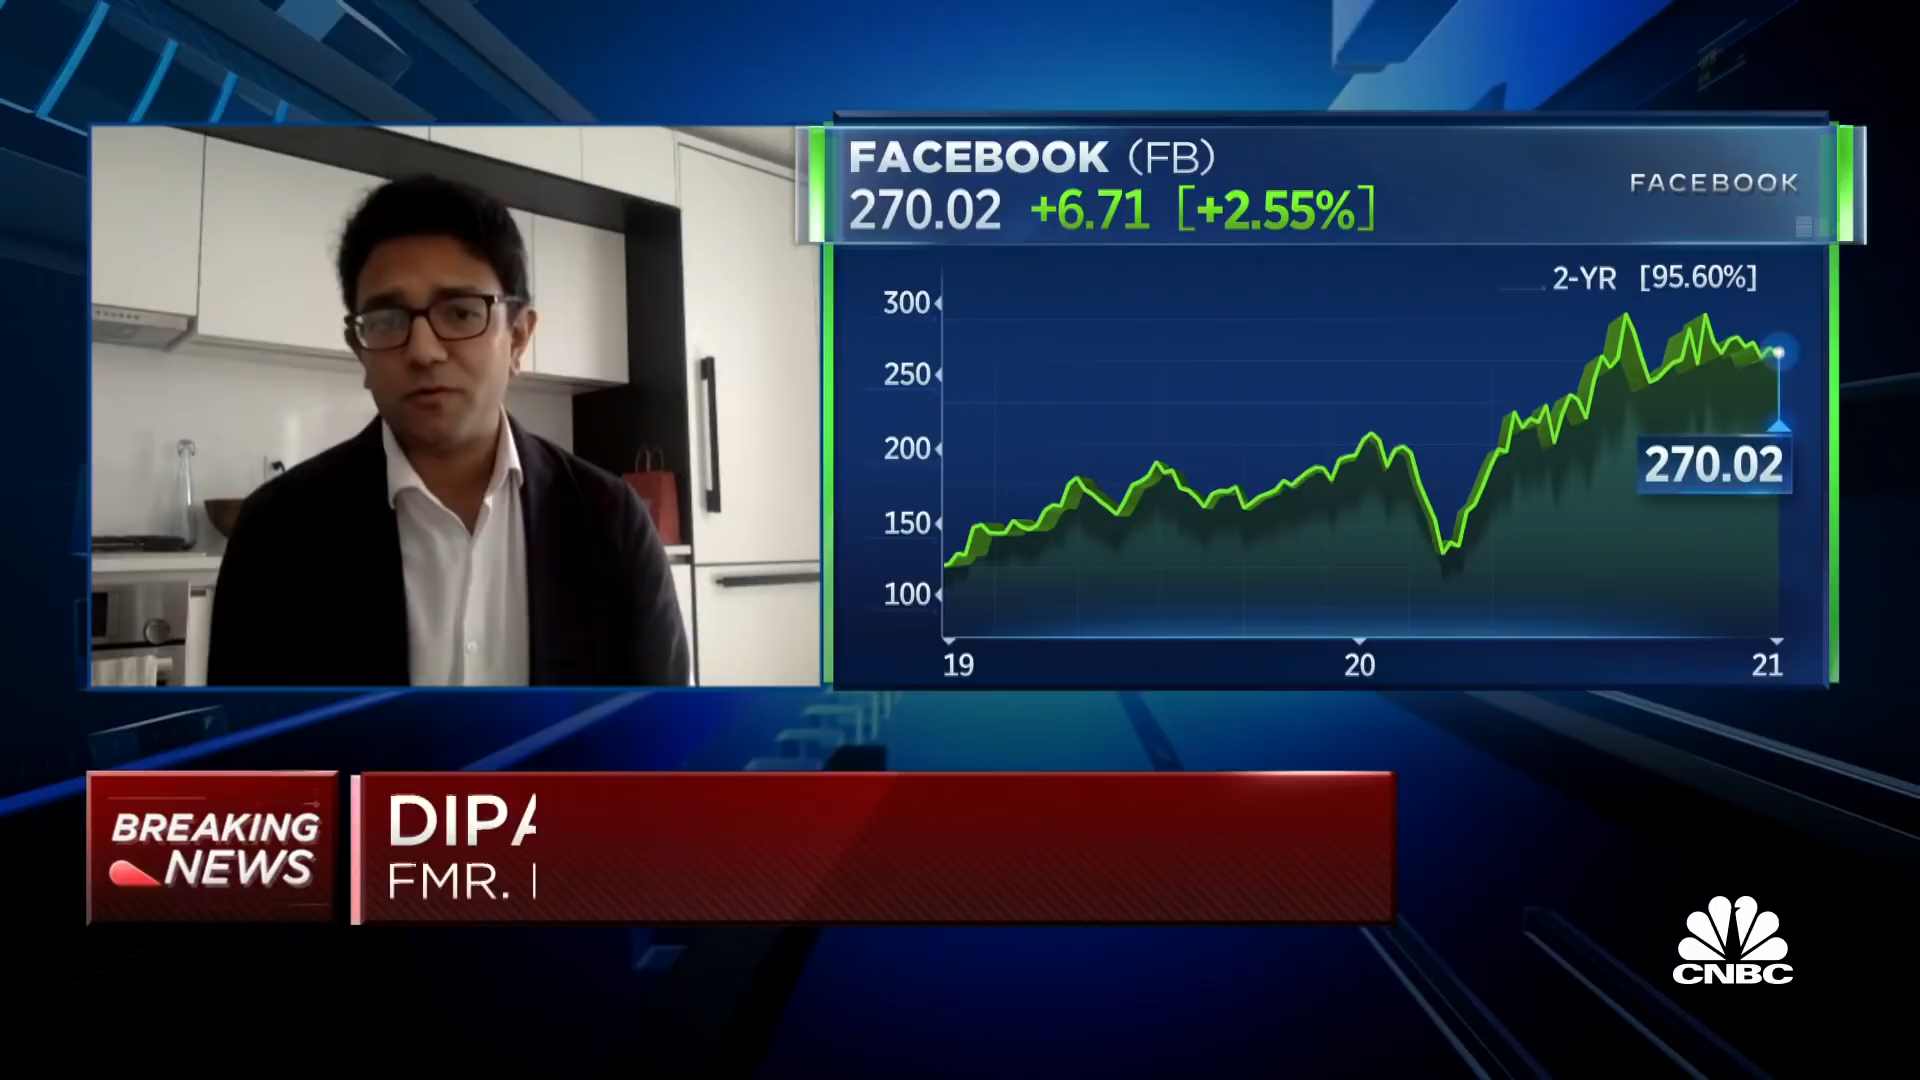 FACEBOOK (FB)
270.02 +6.71 [+2.55%]
FACEBOOK
2-YR [95.60%]
300
250
200
150
100
270.02
19 20 21
BREAKING
NEWS
DIPA
FMR.
CNBC